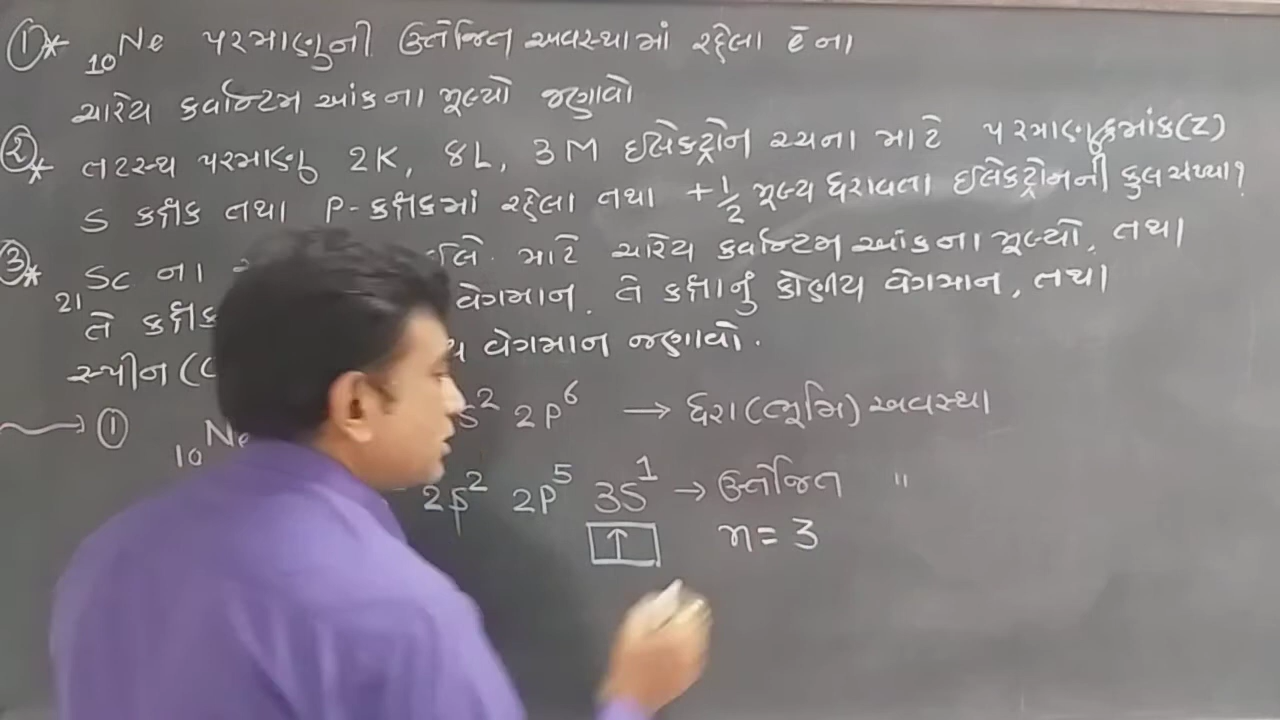 ① * ₁₀Ne પરમાણુની ઉત્તેજિત અવસ્થામાં રહેલા ē ના
ચારેય ક્વોન્ટમ આંકના મૂલ્યો જણાવો
② * તટસ્થ પરમાણુ 2K, 8L, 3M ઇલેક્ટ્રોન રચના માટે પરમાણુક્રમાંક(Z)
S કક્ષક તથા P-કક્ષકમાં રહેલા તથા +1/2 મૂલ્ય ધરાવતા ઇલેક્ટ્રોનની કુલ સંખ્યા?
③ * ₂₁Sc ના ઇલે. માટે ચારેય ક્વોન્ટમ આંકના મૂલ્યો, તથા
તે કક્ષક વેગમાન, તે કક્ષાનું કોણીય વેગમાન, તથા
સ્પીન ( વેગમાન જણાવો.
→ ① ₁₀Ne S² 2P⁶ → ધરા(ભૂમિ) અવસ્થા
2S² 2P⁵ 3S¹ → ઉત્તેજિત "
↑ n = 3